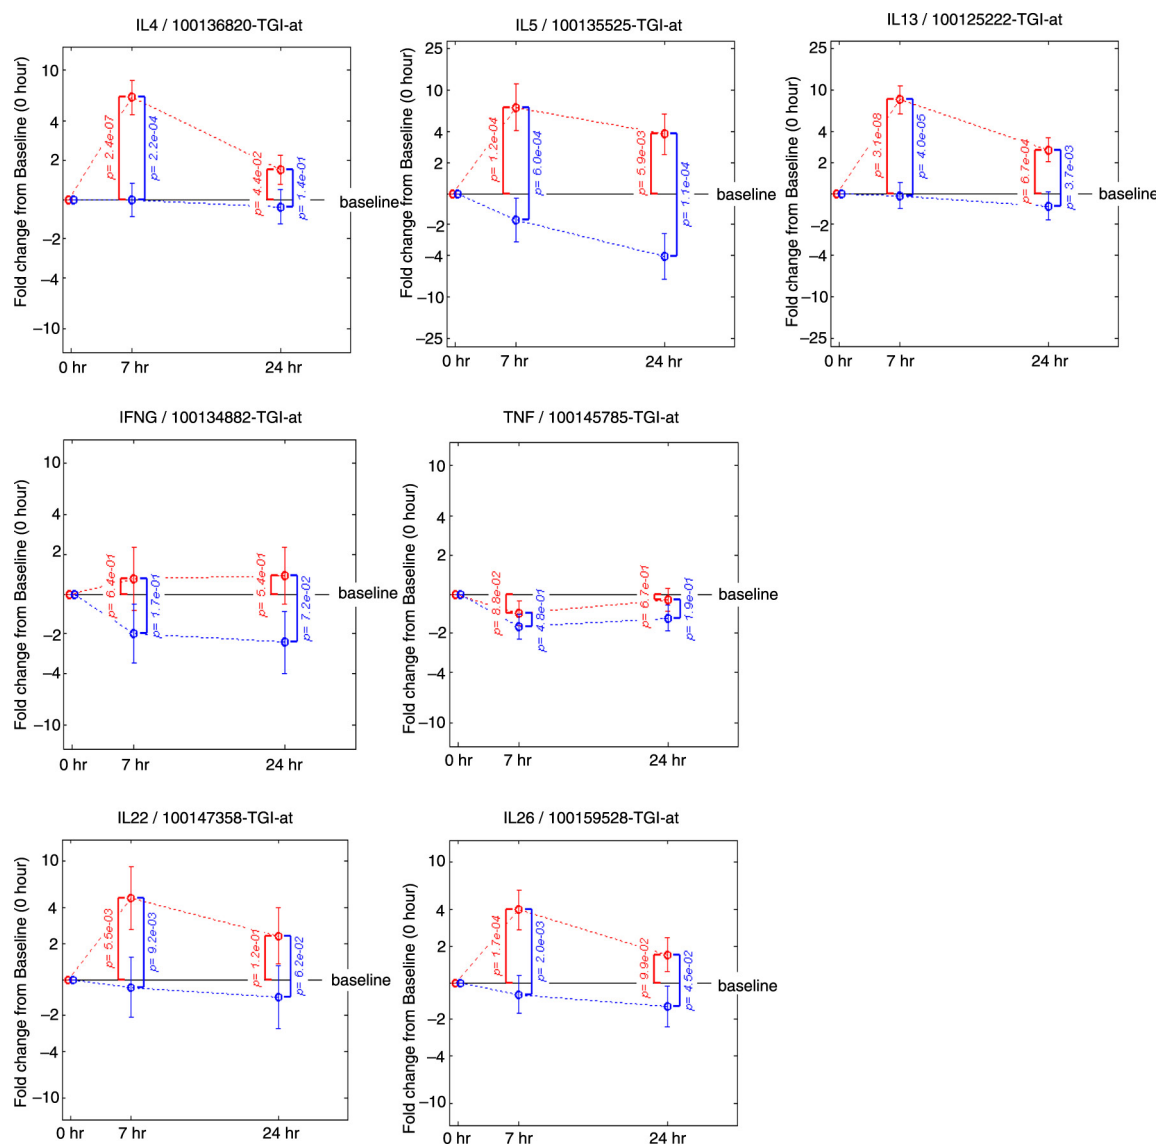 IL4 / 100136820-TGI-at
Fold change from Baseline (0 hour)
10
4
2
−2
−4
−10
p= 2.4e-07
p= 2.2e-04
p= 4.4e-02
p= 1.4e-01
baseline
0 hr
7 hr
24 hr
IL5 / 100135525-TGI-at
Fold change from Baseline (0 hour)
25
10
4
2
−2
−4
−10
−25
p= 1.2e-04
p= 6.0e-04
p= 5.9e-03
p= 1.1e-04
baseline
0 hr
7 hr
24 hr
IL13 / 100125222-TGI-at
Fold change from Baseline (0 hour)
25
10
4
2
−2
−4
−10
−25
p= 3.1e-08
p= 4.0e-05
p= 6.7e-04
p= 3.7e-03
baseline
0 hr
7 hr
24 hr
IFNG / 100134882-TGI-at
Fold change from Baseline (0 hour)
10
4
2
−2
−4
−10
p= 6.4e-01
p= 1.7e-01
p= 5.4e-01
p= 7.2e-02
baseline
0 hr
7 hr
24 hr
TNF / 100145785-TGI-at
Fold change from Baseline (0 hour)
10
4
2
−2
−4
−10
p= 8.8e-02
p= 4.8e-01
p= 6.7e-01
p= 1.9e-01
baseline
0 hr
7 hr
24 hr
IL22 / 100147358-TGI-at
Fold change from Baseline (0 hour)
10
4
2
−2
−4
−10
p= 5.5e-03
p= 9.2e-03
p= 1.2e-01
p= 6.2e-02
baseline
0 hr
7 hr
24 hr
IL26 / 100159528-TGI-at
Fold change from Baseline (0 hour)
10
4
2
−2
−4
−10
p= 1.7e-04
p= 2.0e-03
p= 9.9e-02
p= 4.5e-02
baseline
0 hr
7 hr
24 hr